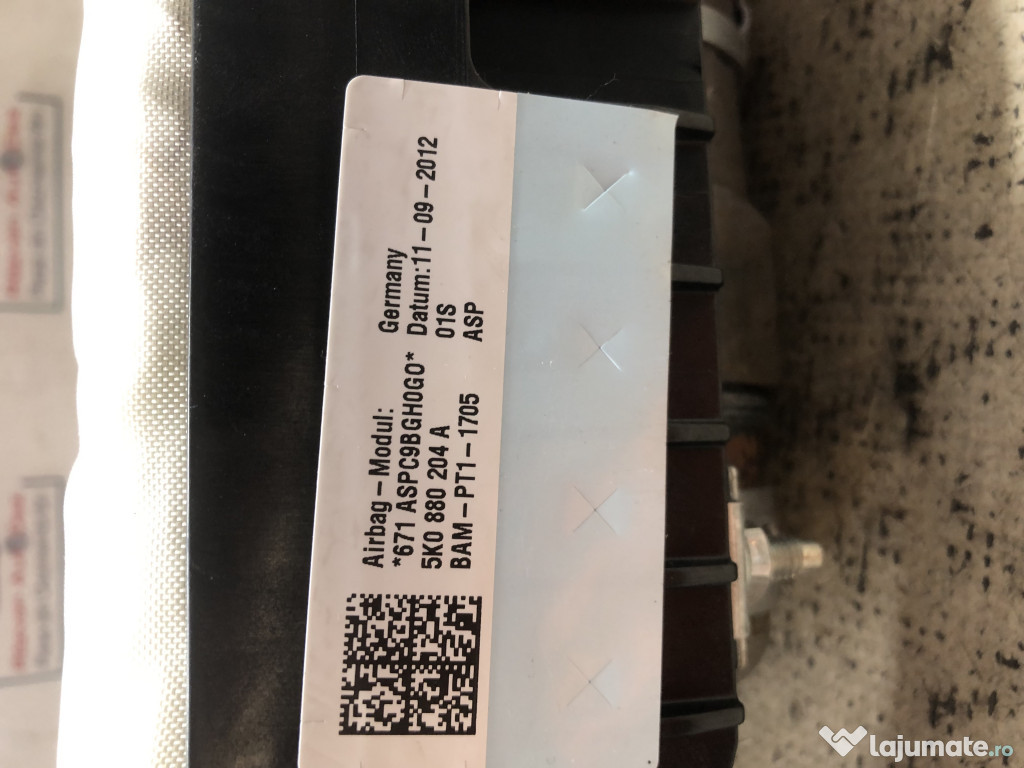 Airbag – Modul:
*671 ASPC9BGH0G0* Germany
5K0 880 204 A Datum:11–09–2012
BAM–PT1–1705 01S
ASP
lajumate.ro